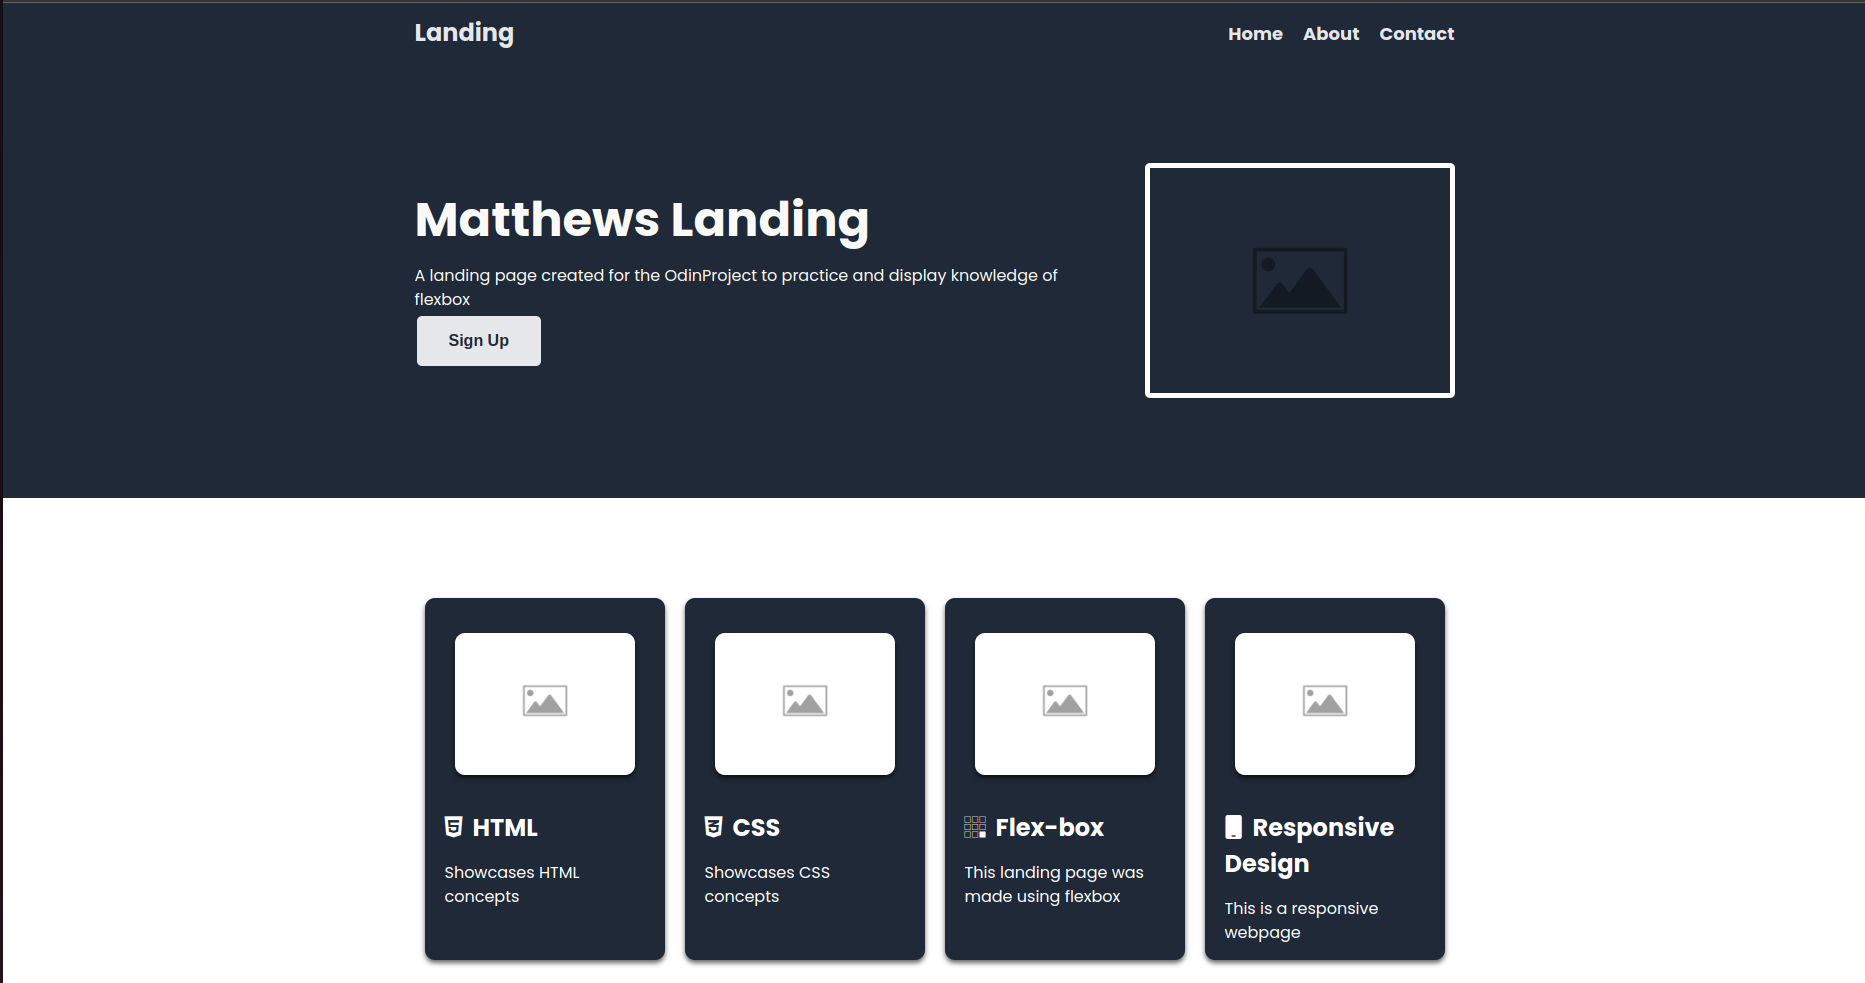 Landing
Home About Contact
Matthews Landing
A landing page created for the OdinProject to practice and display knowledge of
flexbox
Sign Up
HTML
Showcases HTML
concepts
CSS
Showcases CSS
concepts
Flex-box
This landing page was
made using flexbox
Responsive
Design
This is a responsive
webpage